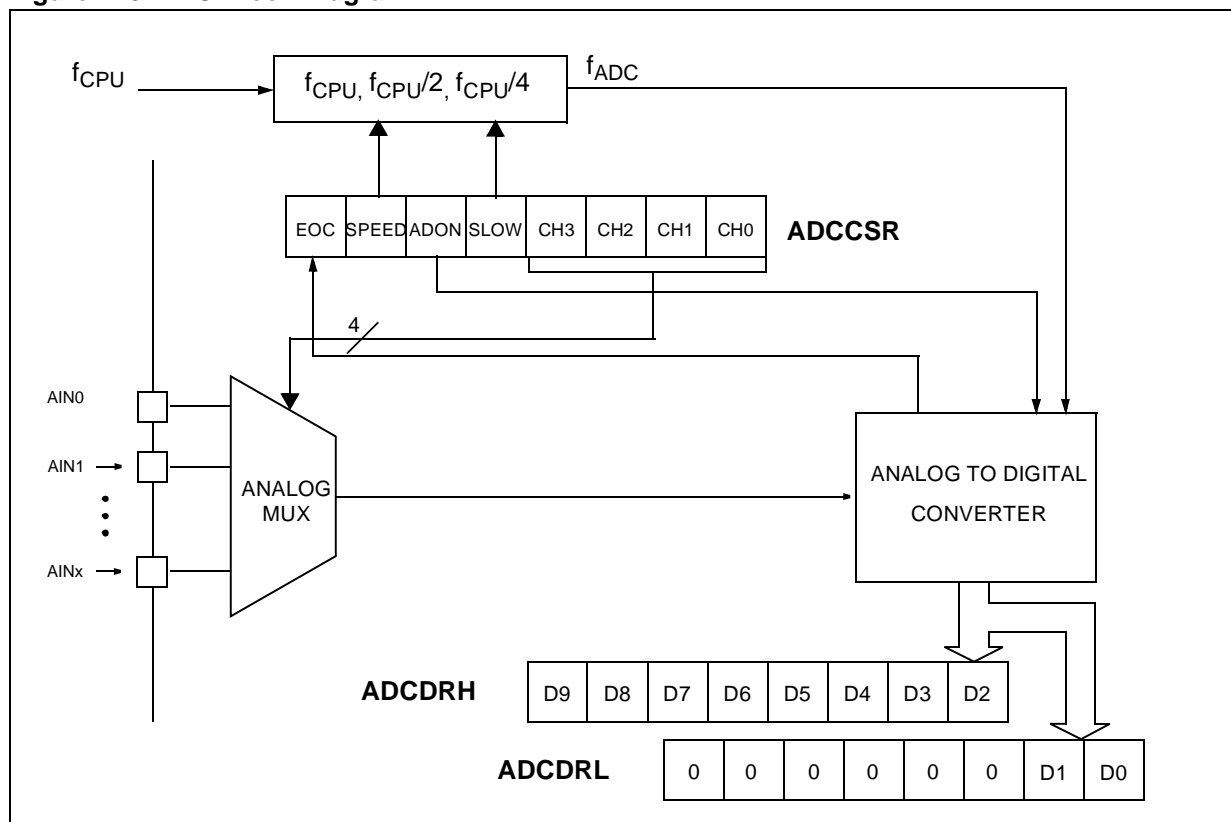 fCPU
fCPU, fCPU/2, fCPU/4
fADC
EOC SPEED ADON SLOW CH3 CH2 CH1 CH0
ADCCSR
4
AIN0
AIN1
AINx
ANALOG
MUX
ANALOG TO DIGITAL
CONVERTER
ADCDRH
D9 D8 D7 D6 D5 D4 D3 D2
ADCDRL
0 0 0 0 0 0 D1 D0